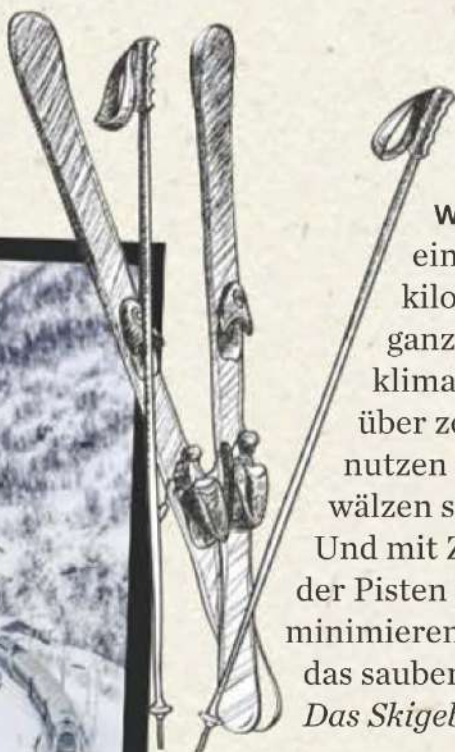 W
ein
kilo
ganz
klima
über ze
nutzen
wälzen s
Und mit Z
der Pisten
minimieren
das sauber
Das Skigeb